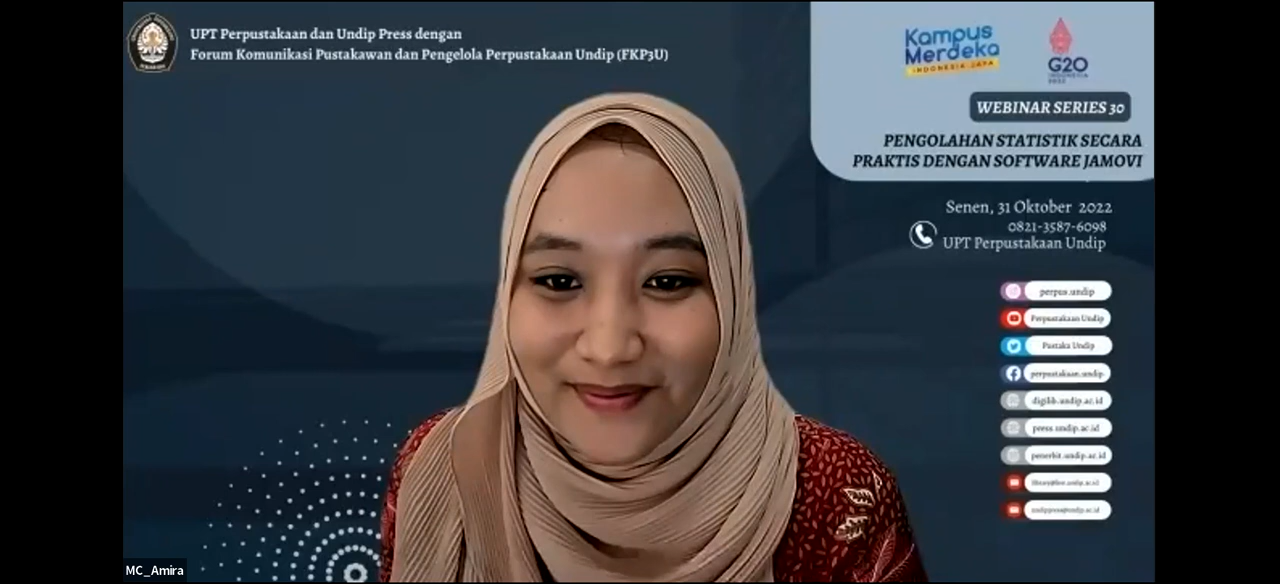 UPT Perpustakaan dan Undip Press dengan
Forum Komunikasi Pustakawan dan Pengelola Perpustakaan Undip (FKP3U)
Kampus
Merdeka
INDONESIA JAYA
G20
INDONESIA
2022
WEBINAR SERIES 30
PENGOLAHAN STATISTIK SECARA
PRAKTIS DENGAN SOFTWARE JAMOVI
Senen, 31 Oktober 2022
0821-3587-6098
UPT Perpustakaan Undip
perpus.undip
Perpustakaan Undip
Pustaka Undip
perpustakaan.undip
digilib.undip.ac.id
press.undip.ac.id
penerbit.undip.ac.id
MC_Amira